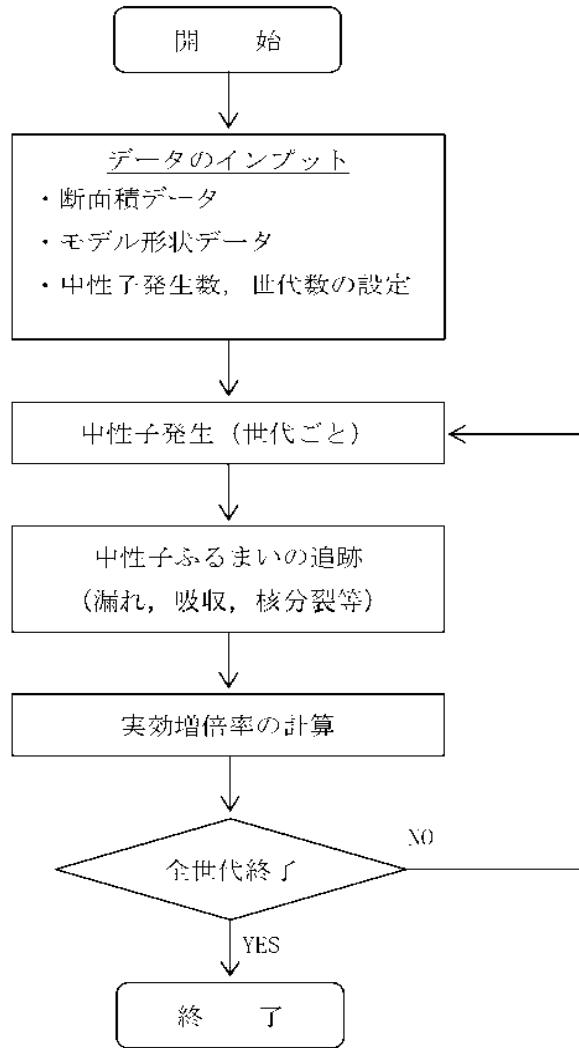 開　始
データのインプット
・断面積データ
・モデル形状データ
・中性子発生数，世代数の設定
中性子発生（世代ごと）
中性子ふるまいの追跡
（漏れ，吸収，核分裂等）
実効増倍率の計算
全世代終了
NO
YES
終　了